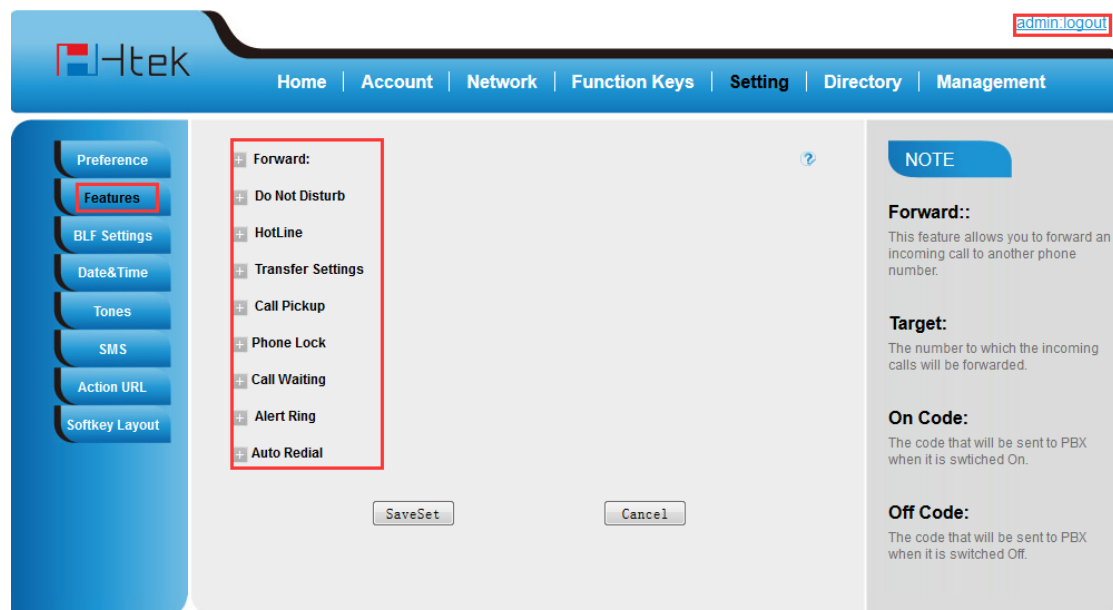 admin:logout
Htek
Home | Account | Network | Function Keys | Setting | Directory | Management
Preference
Features
BLF Settings
Date&Time
Tones
SMS
Action URL
Softkey Layout
Forward:
Do Not Disturb
HotLine
Transfer Settings
Call Pickup
Phone Lock
Call Waiting
Alert Ring
Auto Redial
SaveSet
Cancel
NOTE
Forward::
This feature allows you to forward an
incoming call to another phone
number.
Target:
The number to which the incoming
calls will be forwarded.
On Code:
The code that will be sent to PBX
when it is swtiched On.
Off Code:
The code that will be sent to PBX
when it is switched Off.